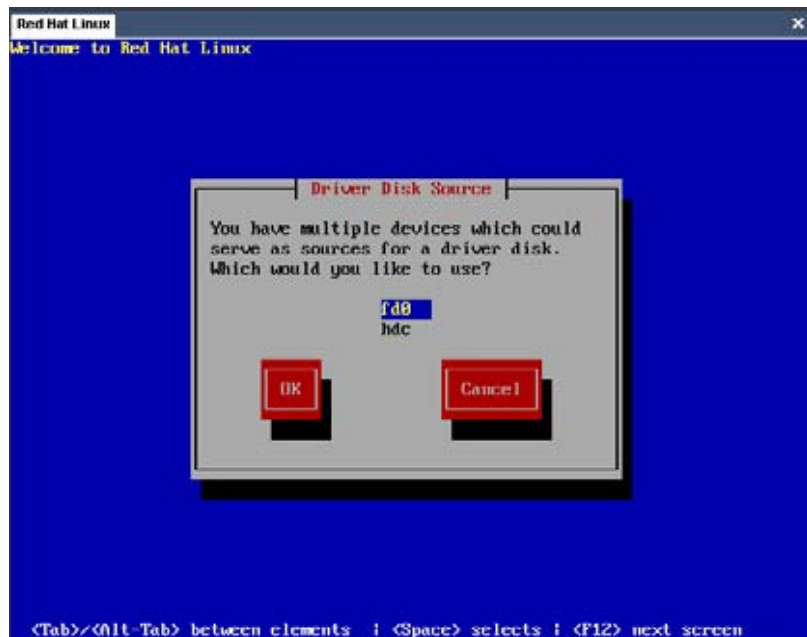 Red Hat Linux
Welcome to Red Hat Linux
Driver Disk Source
You have multiple devices which could
serve as sources for a driver disk.
Which would you like to use?
fd0
hdc
OK
Cancel
<Tab>/<Alt-Tab> between elements | <Space> selects | <F12> next screen